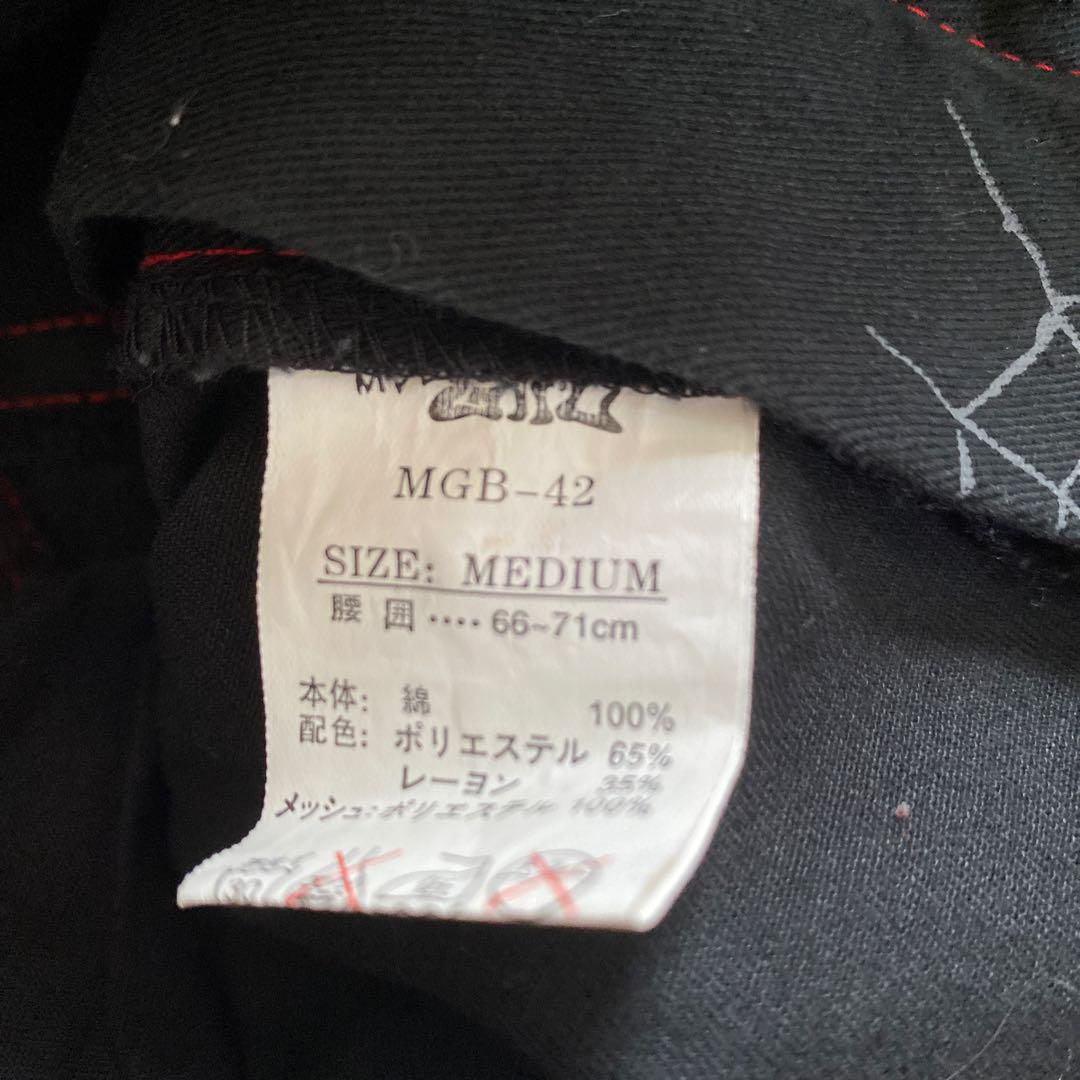 MGB-42
SIZE: MEDIUM
腰囲‥‥66~71cm
本体: 綿 100%
配色: ポリエステル 65%
レーヨン 35%
メッシュ:ポリエステル 100%